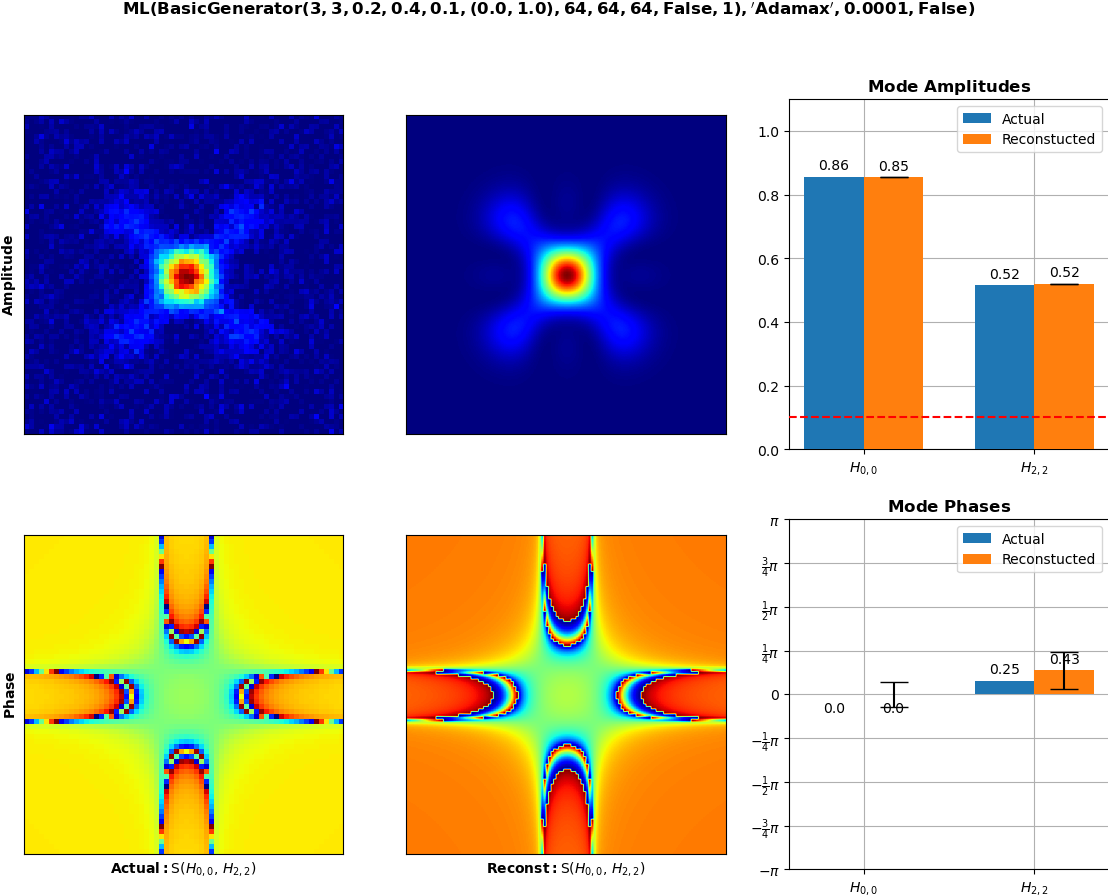 ML(BasicGenerator(3, 3, 0.2, 0.4, 0.1, (0.0, 1.0), 64, 64, 64, False, 1), ′Adamax′, 0.0001, False)
Amplitude
Mode Amplitudes
Actual
Reconstucted
1.0
0.8
0.6
0.4
0.2
0.0
0.86
0.85
0.52
0.52
H0,0
H2,2
Phase
Actual: S(H0,0, H2,2)
Reconst: S(H0,0, H2,2)
Mode Phases
Actual
Reconstucted
π
3/4π
1/2π
1/4π
0
−1/4π
−1/2π
−3/4π
−π
0.0
0.0
0.25
0.43
H0,0
H2,2